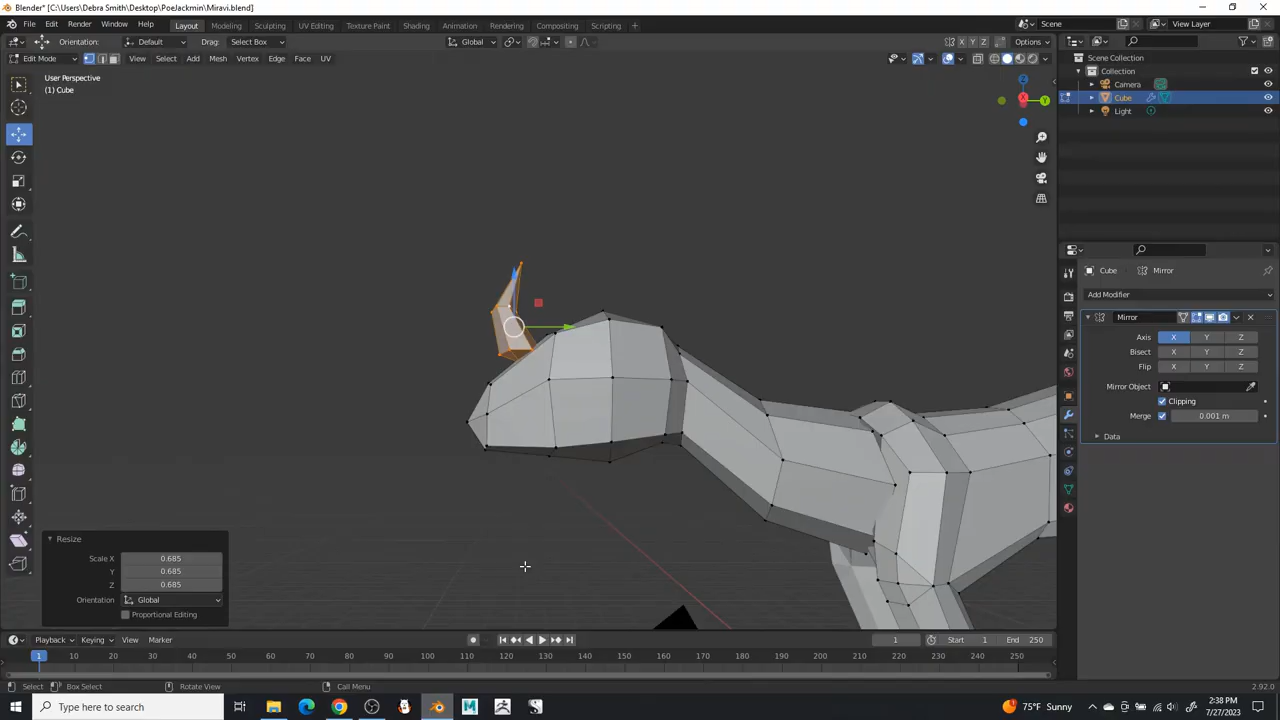 Blender* [C:\Users\Debra Smith\Desktop\PoeJackmin\Miravi.blend]
File Edit Render Window Help Layout Modeling Sculpting UV Editing Texture Paint Shading Animation Rendering Compositing Scripting + Scene View Layer
Orientation: Default Drag: Select Box Global X Y Z Options
Edit Mode View Select Add Mesh Vertex Edge Face UV
User Perspective
(1) Cube
Z
X
Y
Scene Collection
Collection
Camera
Cube
Light
Cube Mirror
Add Modifier
Mirror
Axis X Y Z
Bisect X Y Z
Flip X Y Z
Mirror Object
Clipping
Merge 0.001 m
Data
Resize
Scale X 0.685
Y 0.685
Z 0.685
Orientation Global
Proportional Editing
Playback Keying View Marker 1 Start 1 End 250
1 10 20 30 40 50 60 70 80 90 100 110 120 130 140 150 160 170 180 190 200 210 220 230 240 250
Select Box Select Rotate View Call Menu 2.92.0
Type here to search 75°F Sunny 2:38 PM
7/27/2023